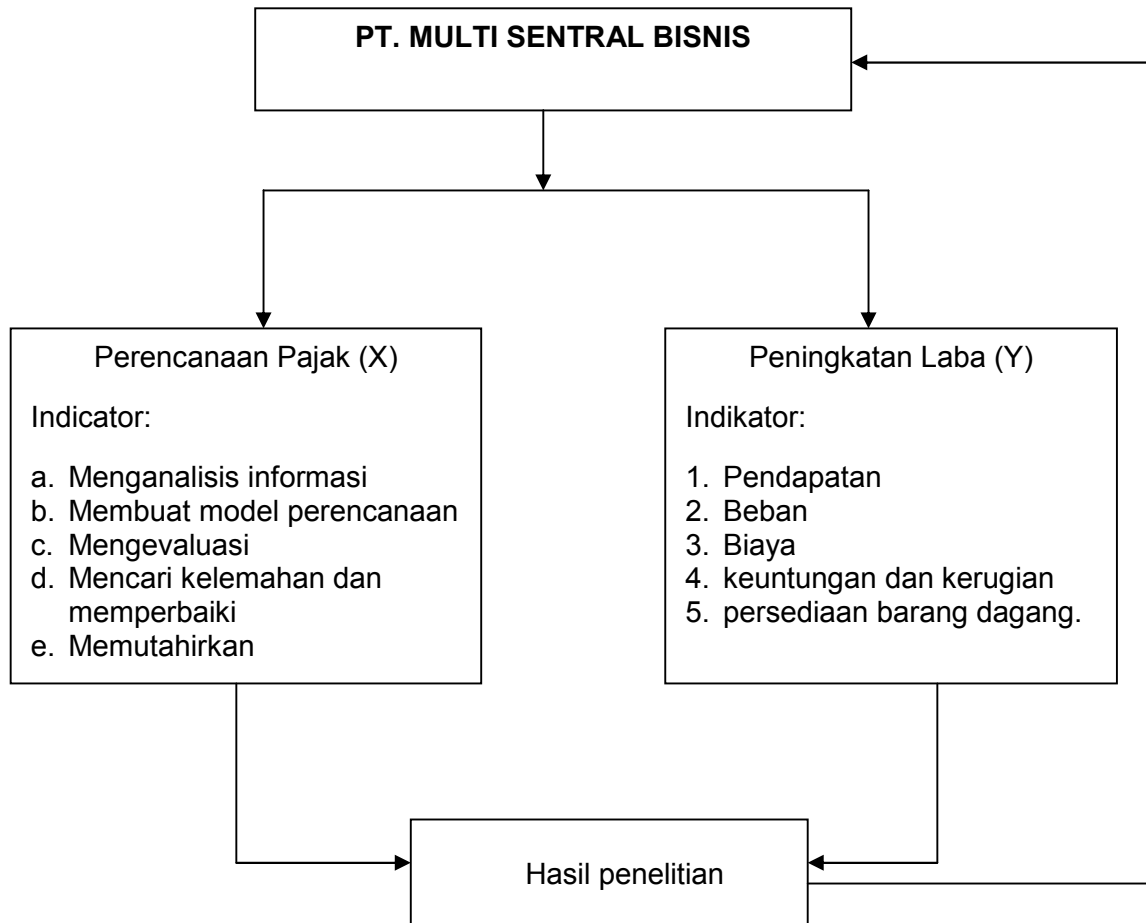 PT. MULTI SENTRAL BISNIS
Perencanaan Pajak (X)
Indicator:
a. Menganalisis informasi
b. Membuat model perencanaan
c. Mengevaluasi
d. Mencari kelemahan dan
memperbaiki
e. Memutahirkan
Peningkatan Laba (Y)
Indikator:
1. Pendapatan
2. Beban
3. Biaya
4. keuntungan dan kerugian
5. persediaan barang dagang.
Hasil penelitian